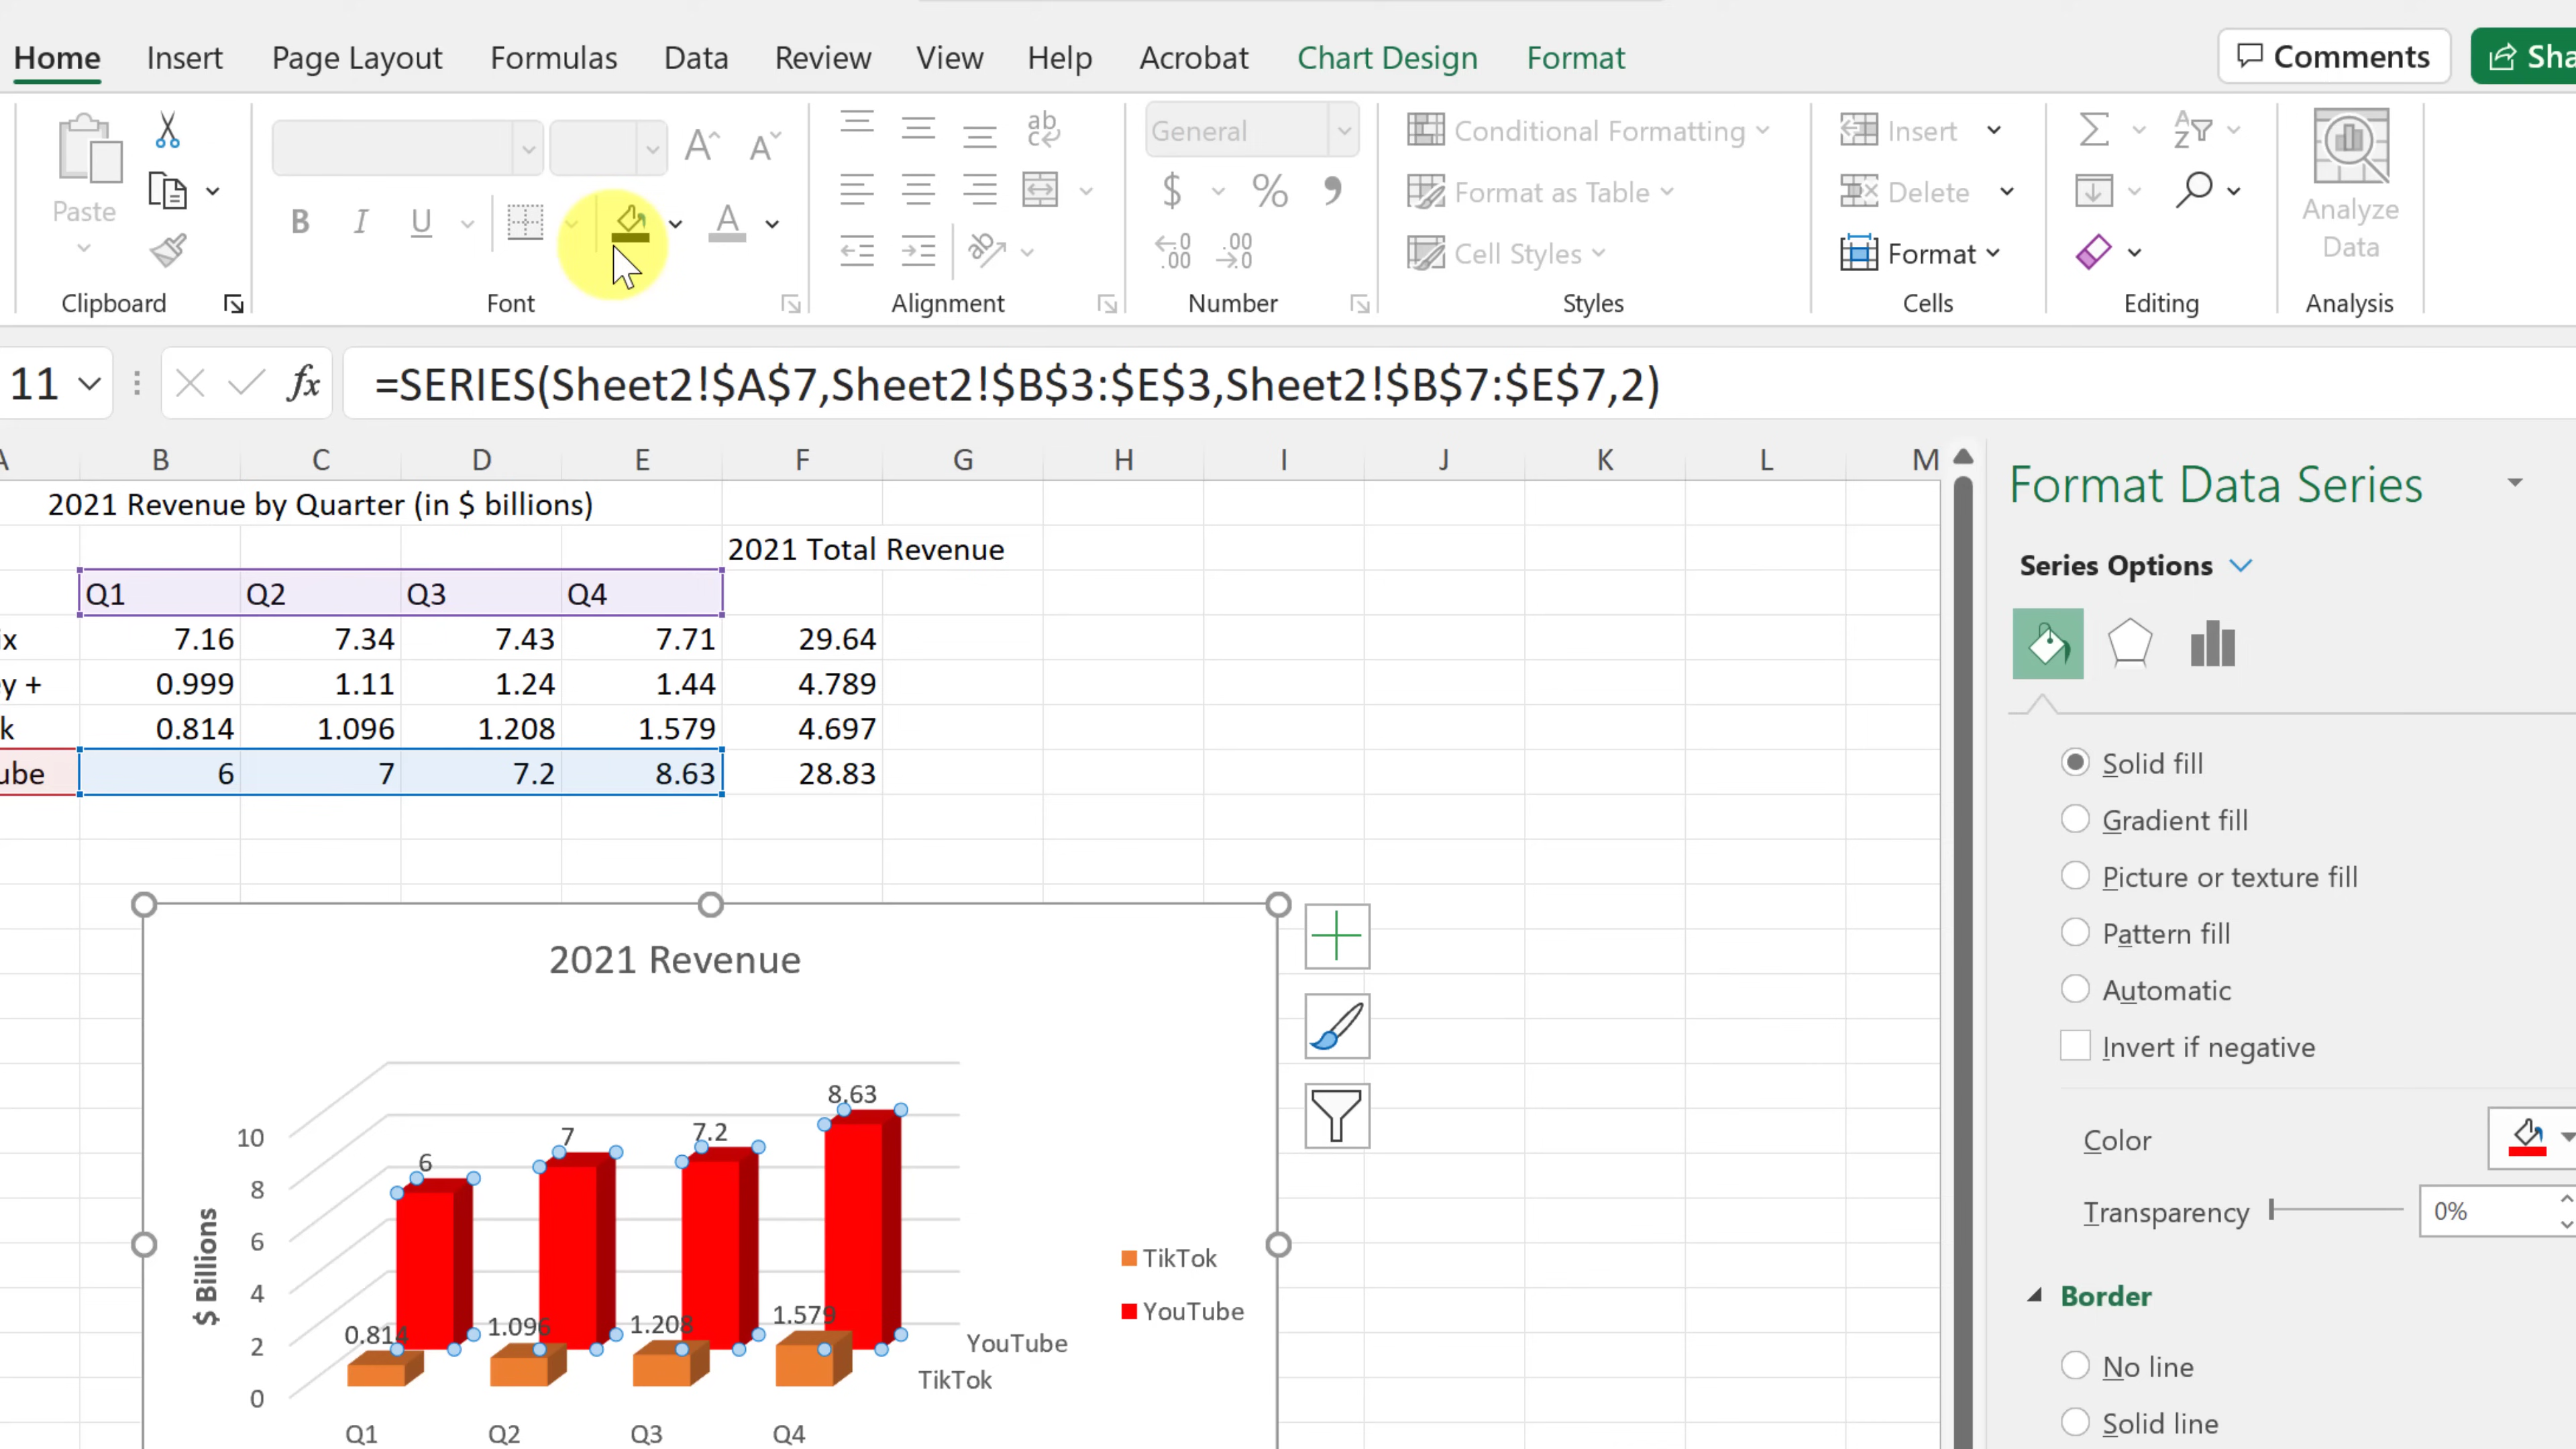 Home Insert Page Layout Formulas Data Review View Help Acrobat Chart Design Format Comments
ab
General Conditional Formatting Insert
Paste B I U $ % Format as Table Delete
Cell Styles Format Analyze Data
Clipboard Font Alignment Number Styles Cells Editing Analysis
11 fx =SERIES(Sheet2!$A$7,Sheet2!$B$3:$E$3,Sheet2!$B$7:$E$7,2)
A B C D E F G H I J K L M
2021 Revenue by Quarter (in $ billions)
2021 Total Revenue
Q1 Q2 Q3 Q4
ix 7.16 7.34 7.43 7.71 29.64
y + 0.999 1.11 1.24 1.44 4.789
k 0.814 1.096 1.208 1.579 4.697
ube 6 7 7.2 8.63 28.83
2021 Revenue
8.63
7.2
7
6
10
8
6
4
2
0
$ Billions
0.814 1.096 1.208 1.579
YouTube
TikTok
Q1 Q2 Q3 Q4
TikTok
YouTube
Format Data Series
Series Options
Solid fill
Gradient fill
Picture or texture fill
Pattern fill
Automatic
Invert if negative
Color
Transparency 0%
Border
No line
Solid line